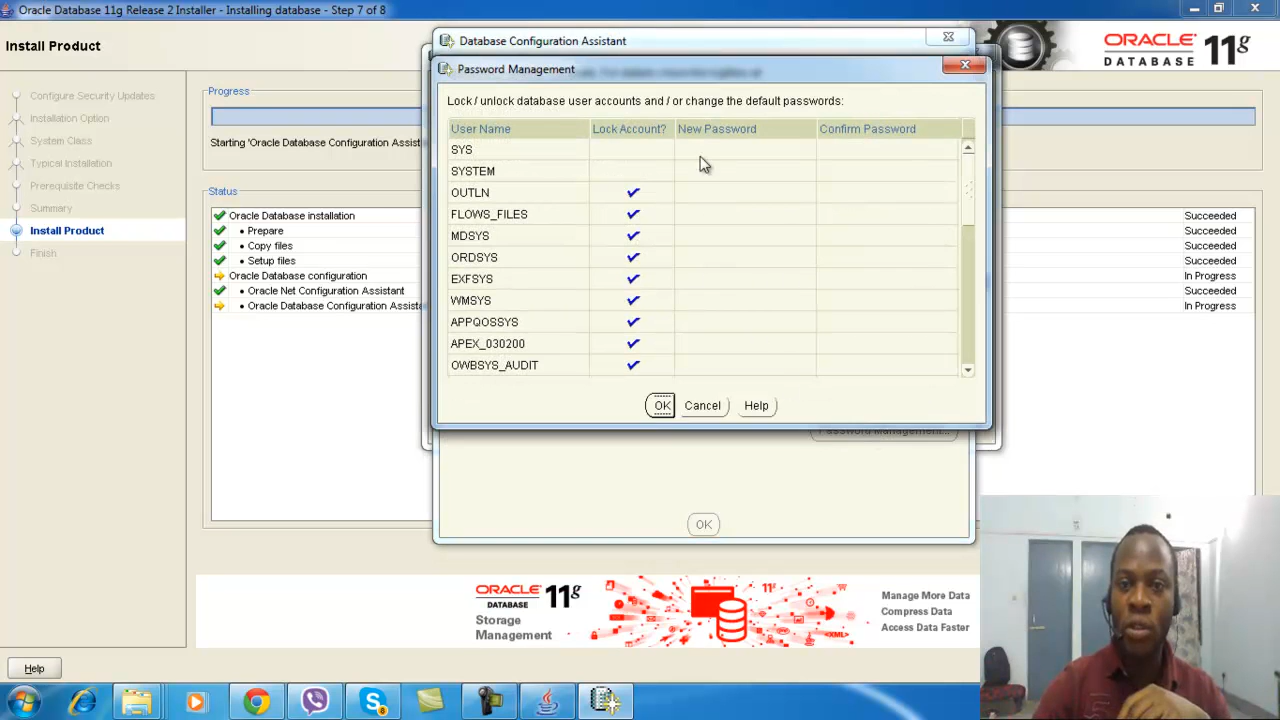 Oracle Database 11g Release 2 Installer - Installing database - Step 7 of 8
Install Product
ORACLE
DATABASE 11g
Configure Security Updates
Installation Option
System Class
Typical Installation
Prerequisite Checks
Summary
Install Product
Finish
Progress
Starting 'Oracle Database Configuration Assist
Status
Oracle Database installation Succeeded
• Prepare Succeeded
• Copy files Succeeded
• Setup files Succeeded
Oracle Database configuration In Progress
• Oracle Net Configuration Assistant Succeeded
• Oracle Database Configuration Assista In Progress
Database Configuration Assistant
Password Management
Lock / unlock database user accounts and / or change the default passwords:
User Name Lock Account? New Password Confirm Password
SYS
SYSTEM
OUTLN
FLOWS_FILES
MDSYS
ORDSYS
EXFSYS
WMSYS
APPQOSSYS
APEX_030200
OWBSYS_AUDIT
OK Cancel Help
Password Management...
OK
ORACLE
DATABASE 11g
Storage
Management
11g
Manage More Data
Compress Data
Access Data Faster
Help
8